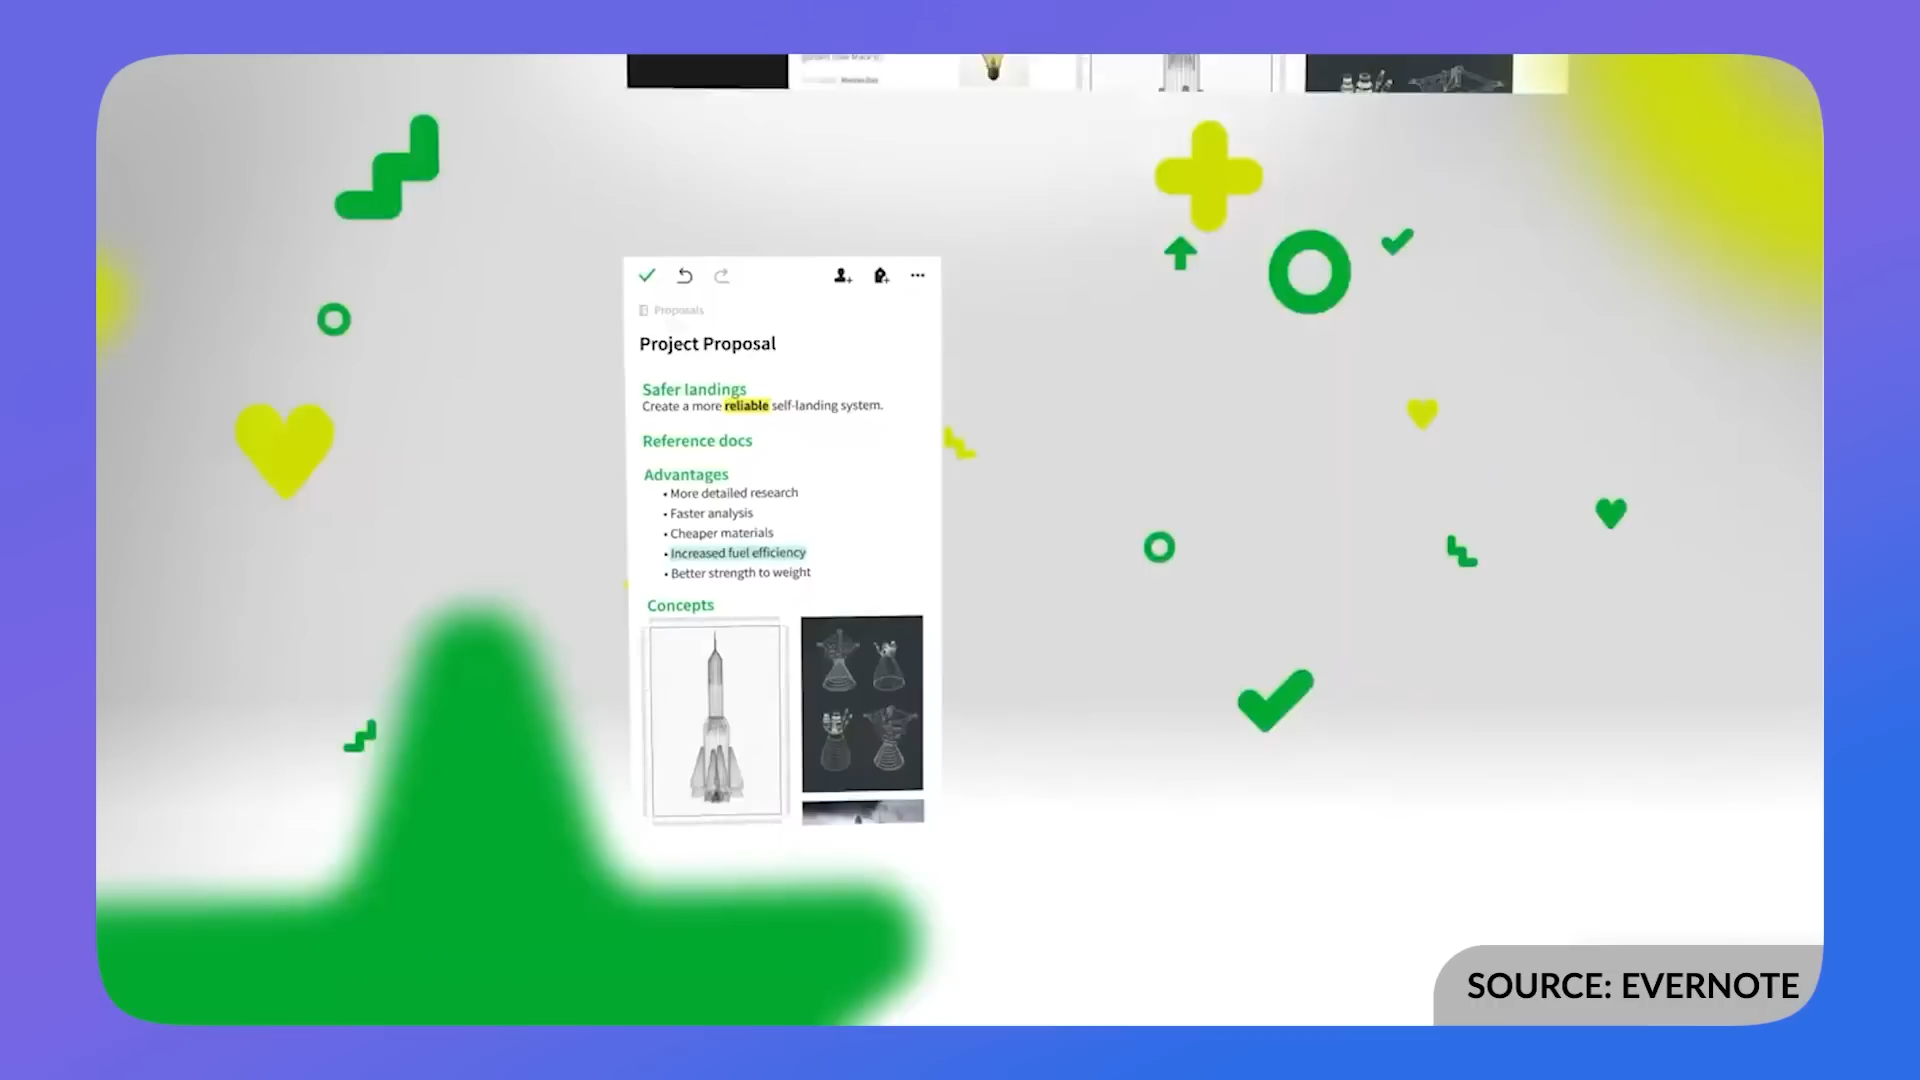 Proposals
Project Proposal
Safer landings
Create a more reliable self-landing system.
Reference docs
Advantages
• More detailed research
• Faster analysis
• Cheaper materials
• Increased fuel efficiency
• Better strength to weight
Concepts
SOURCE: EVERNOTE